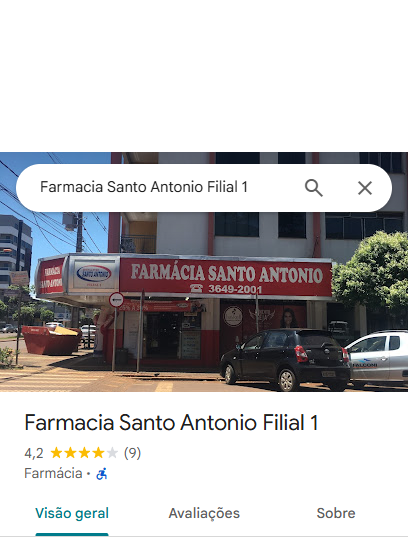 Farmacia Santo Antonio Filial 1
FARMÁCIA SANTO ANTONIO
3649-2001
SANTO ANTONIO
Farmacia Santo Antonio Filial 1
4,2 (9)
Farmácia ·
Visão geral Avaliações Sobre